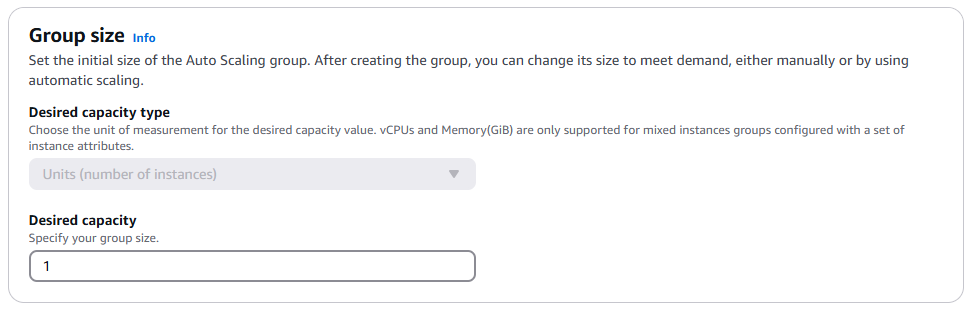 Group size Info
Set the initial size of the Auto Scaling group. After creating the group, you can change its size to meet demand, either manually or by using
automatic scaling.
Desired capacity type
Choose the unit of measurement for the desired capacity value. vCPUs and Memory(GiB) are only supported for mixed instances groups configured with a set of
instance attributes.
Units (number of instances)
Desired capacity
Specify your group size.
1